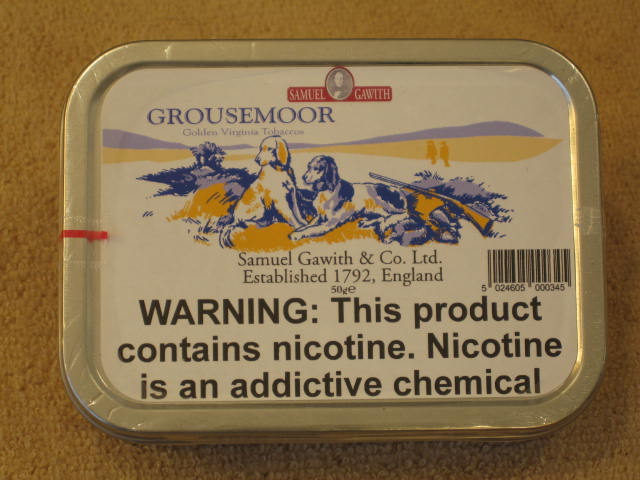 SAMUEL GAWITH
GROUSEMOOR
Golden Virginia Tobaccos
Samuel Gawith & Co. Ltd.
Established 1792, England
50g℮
5 024605 000345
WARNING: This product
contains nicotine. Nicotine
is an addictive chemical